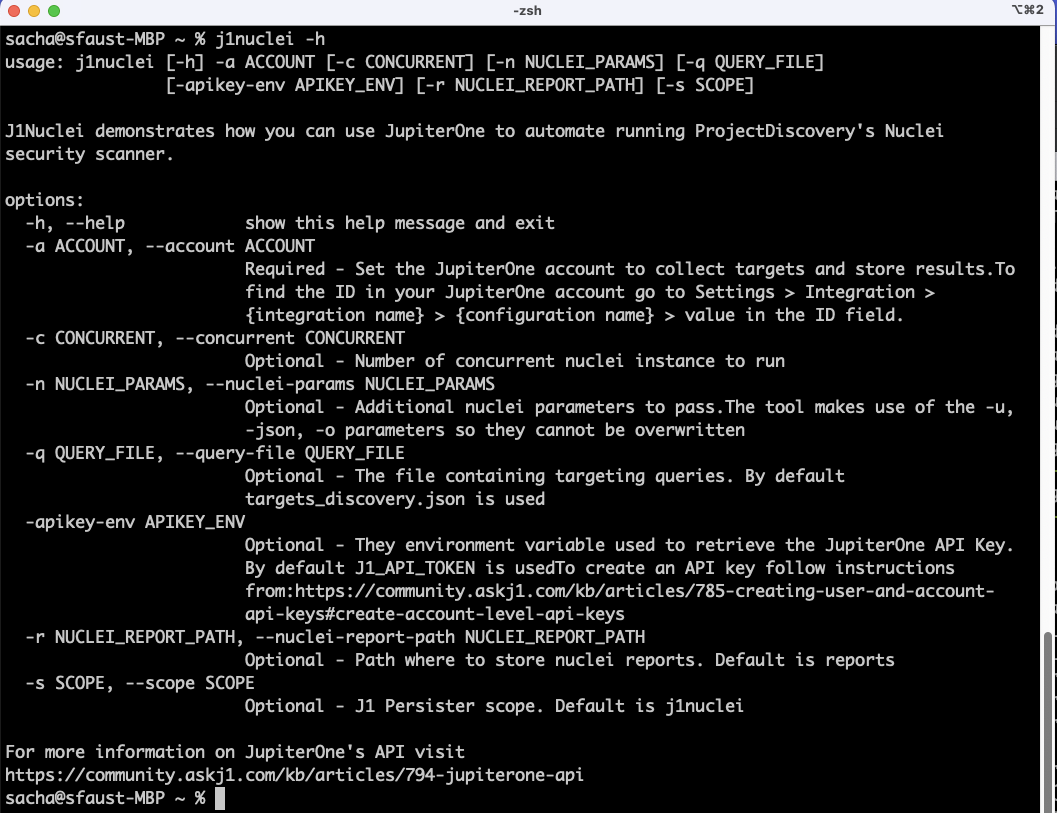 -zsh
⌥⌘2
sacha@sfaust-MBP ~ % j1nuclei -h
usage: j1nuclei [-h] -a ACCOUNT [-c CONCURRENT] [-n NUCLEI_PARAMS] [-q QUERY_FILE]
[-apikey-env APIKEY_ENV] [-r NUCLEI_REPORT_PATH] [-s SCOPE]
J1Nuclei demonstrates how you can use JupiterOne to automate running ProjectDiscovery's Nuclei
security scanner.
options:
-h, --help show this help message and exit
-a ACCOUNT, --account ACCOUNT
Required - Set the JupiterOne account to collect targets and store results.To
find the ID in your JupiterOne account go to Settings > Integration >
{integration name} > {configuration name} > value in the ID field.
-c CONCURRENT, --concurrent CONCURRENT
Optional - Number of concurrent nuclei instance to run
-n NUCLEI_PARAMS, --nuclei-params NUCLEI_PARAMS
Optional - Additional nuclei parameters to pass.The tool makes use of the -u,
-json, -o parameters so they cannot be overwritten
-q QUERY_FILE, --query-file QUERY_FILE
Optional - The file containing targeting queries. By default
targets_discovery.json is used
-apikey-env APIKEY_ENV
Optional - They environment variable used to retrieve the JupiterOne API Key.
By default J1_API_TOKEN is usedTo create an API key follow instructions
from:https://community.askj1.com/kb/articles/785-creating-user-and-account-
api-keys#create-account-level-api-keys
-r NUCLEI_REPORT_PATH, --nuclei-report-path NUCLEI_REPORT_PATH
Optional - Path where to store nuclei reports. Default is reports
-s SCOPE, --scope SCOPE
Optional - J1 Persister scope. Default is j1nuclei
For more information on JupiterOne's API visit
https://community.askj1.com/kb/articles/794-jupiterone-api
sacha@sfaust-MBP ~ %